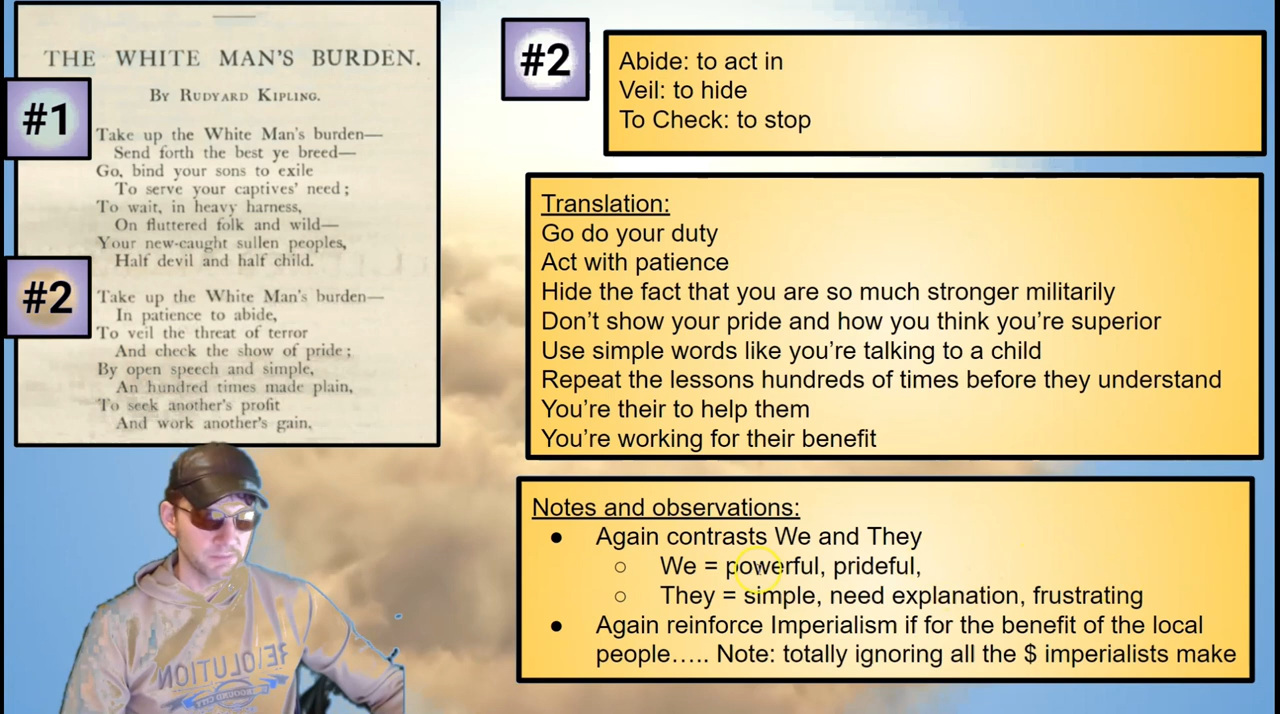 THE WHITE MAN'S BURDEN.
BY RUDYARD KIPLING.
#1
Take up the White Man's burden—
Send forth the best ye breed—
Go, bind your sons to exile
To serve your captives' need;
To wait, in heavy harness,
On fluttered folk and wild—
Your new-caught sullen peoples,
Half devil and half child.
#2
Take up the White Man's burden—
In patience to abide,
To veil the threat of terror
And check the show of pride;
By open speech and simple,
An hundred times made plain,
To seek another's profit
And work another's gain.
#2
Abide: to act in
Veil: to hide
To Check: to stop
Translation:
Go do your duty
Act with patience
Hide the fact that you are so much stronger militarily
Don't show your pride and how you think you're superior
Use simple words like you're talking to a child
Repeat the lessons hundreds of times before they understand
You're their to help them
You're working for their benefit
Notes and observations:
● Again contrasts We and They
○ We = powerful, prideful,
○ They = simple, need explanation, frustrating
● Again reinforce Imperialism if for the benefit of the local
people….. Note: totally ignoring all the $ imperialists make
REVOLUTION